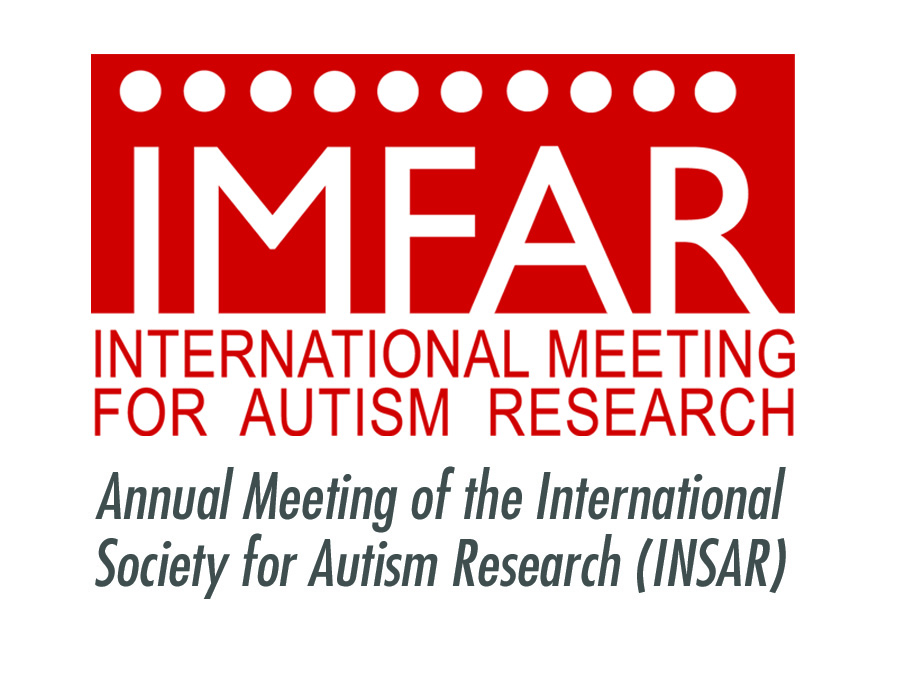 IMFAR
INTERNATIONAL MEETING
FOR AUTISM RESEARCH
Annual Meeting of the International
Society for Autism Research (INSAR)